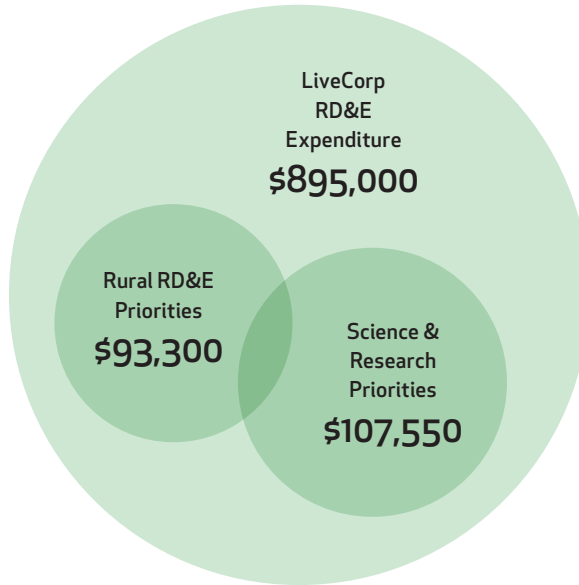 LiveCorp
RD&E
Expenditure
$895,000
Rural RD&E
Priorities
$93,300
Science &
Research
Priorities
$107,550